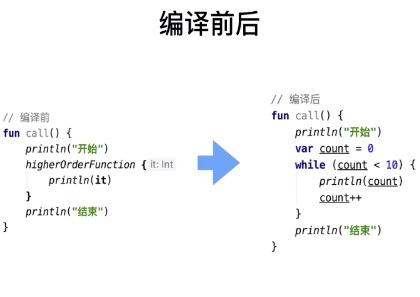 编译前后
// 编译前
fun call() {
    println("开始")
    higherOrderFunction { it: Int
        println(it)
    }
    println("结束")
}
// 编译后
fun call() {
    println("开始")
    var count = 0
    while (count < 10) {
        println(count)
        count++
    }
    println("结束")
}